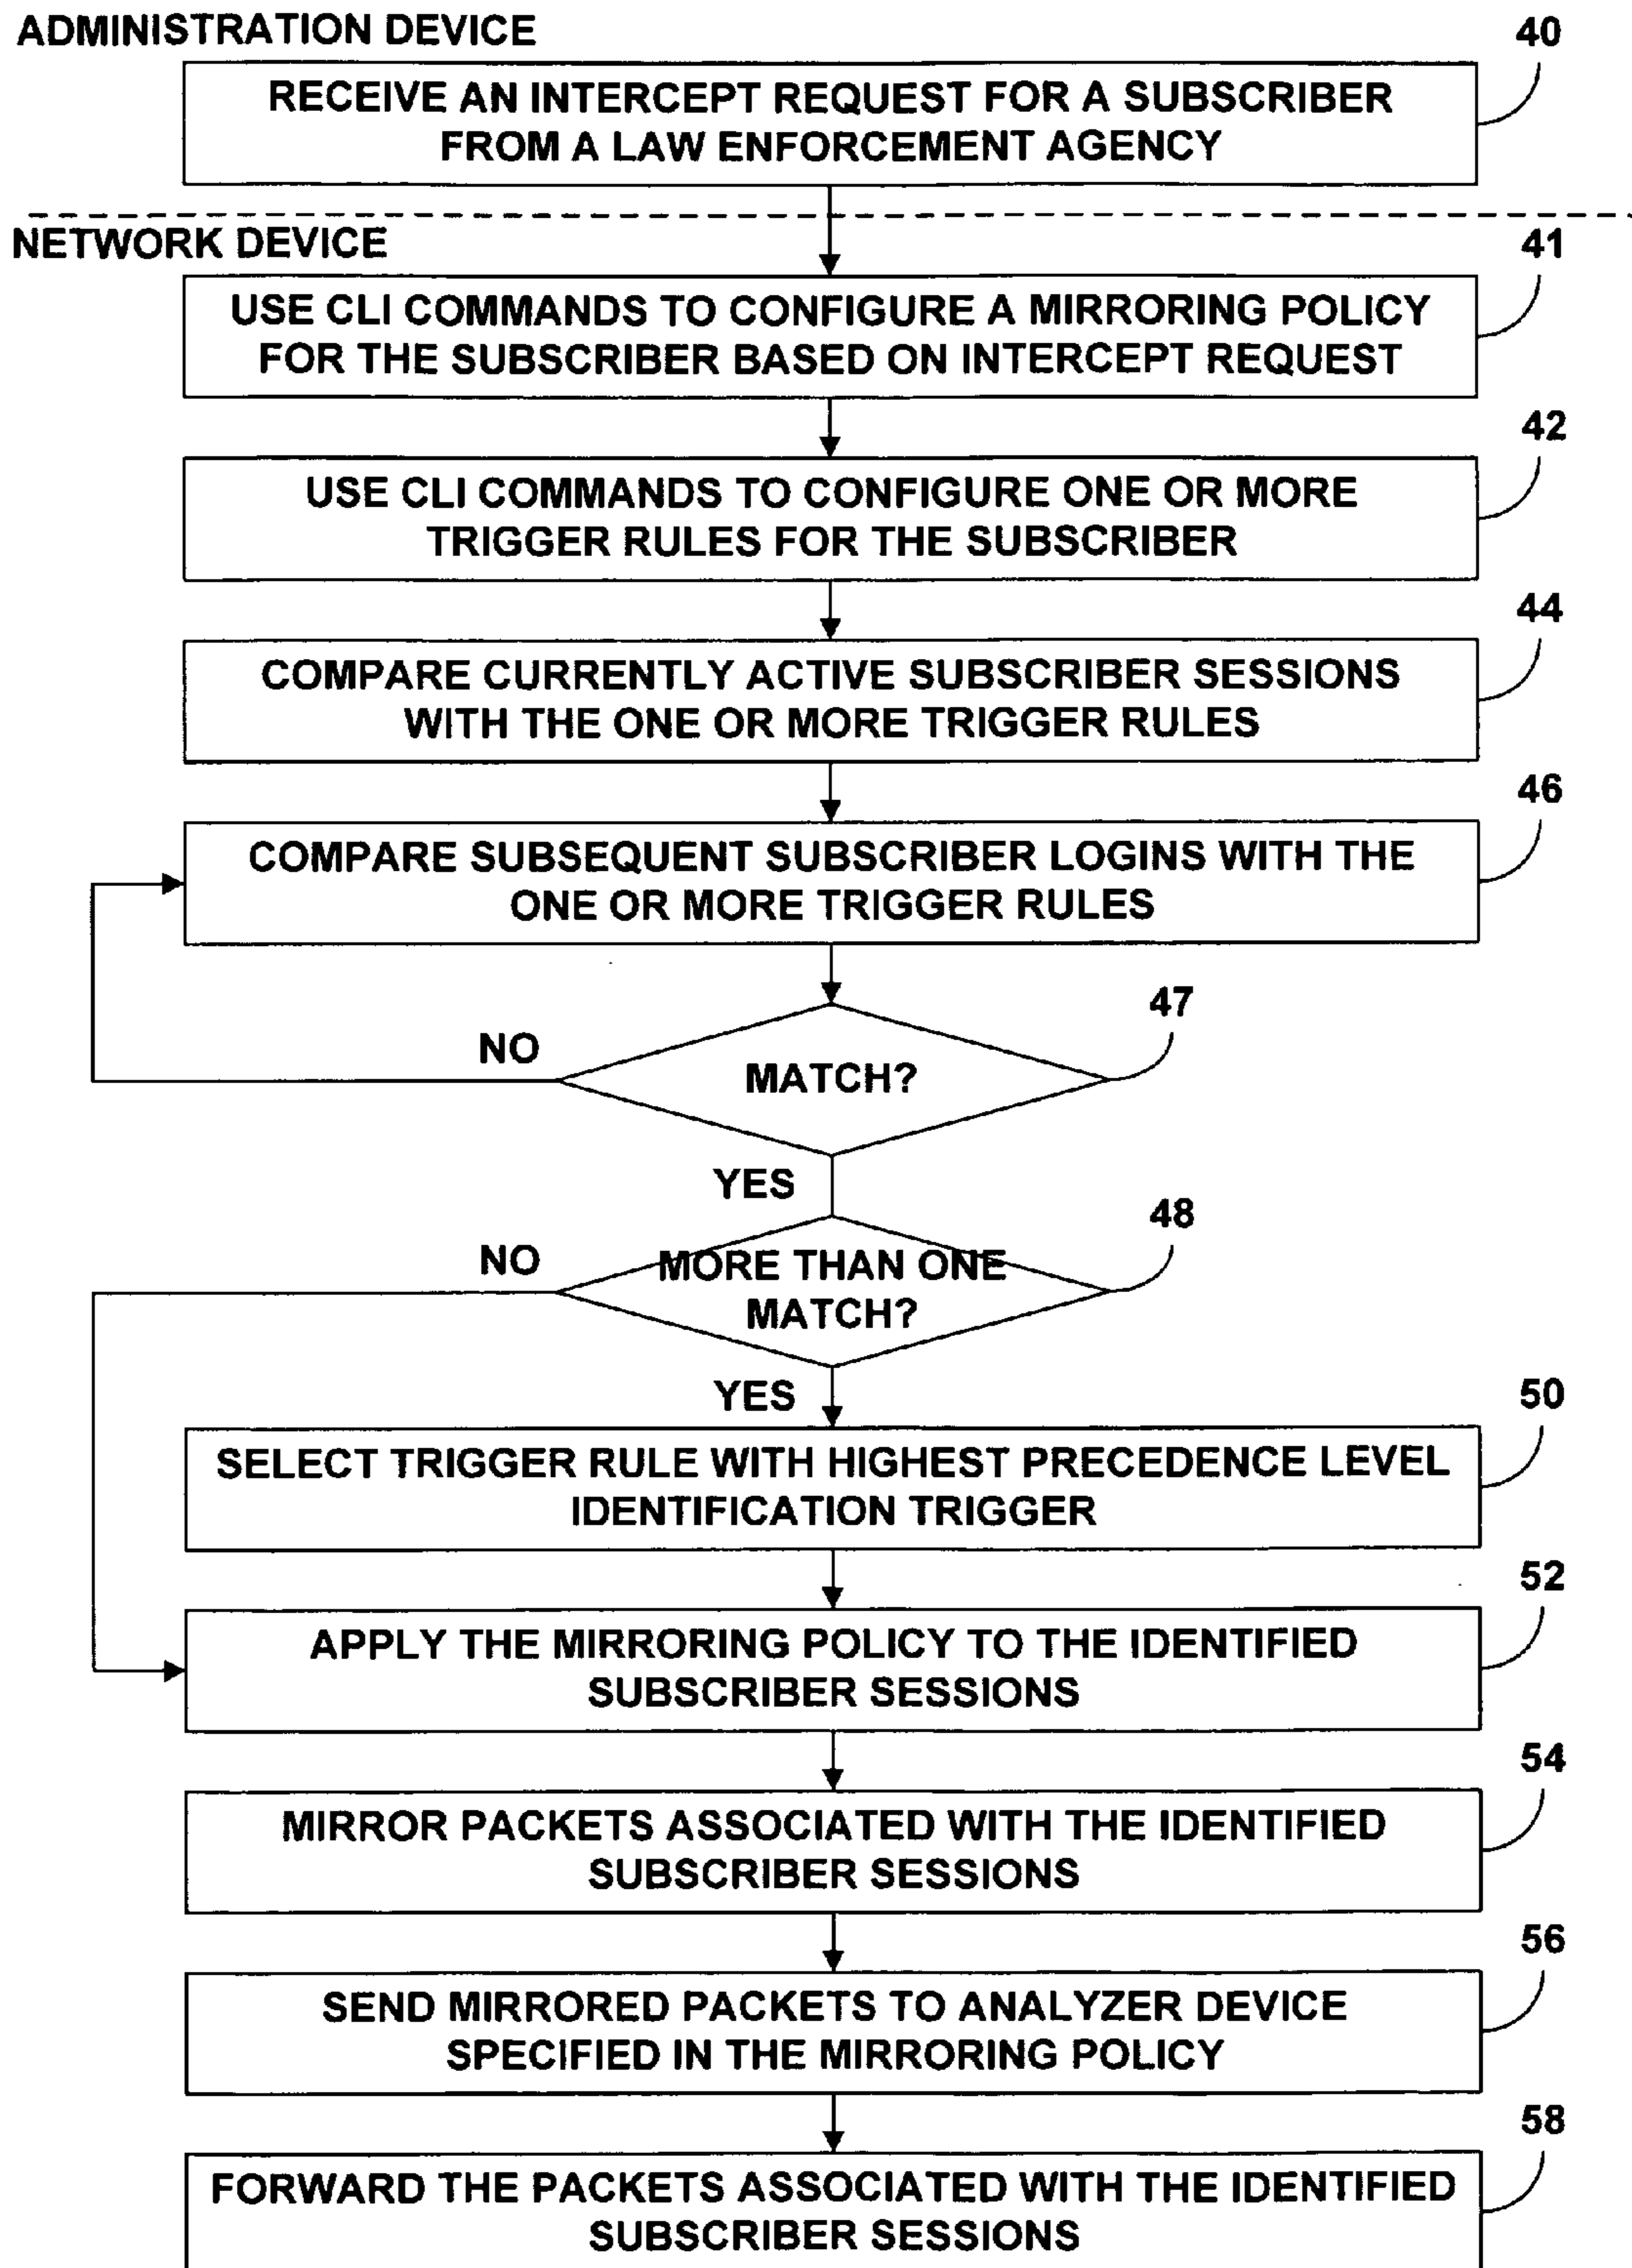 ADMINISTRATION DEVICE
40
RECEIVE AN INTERCEPT REQUEST FOR A SUBSCRIBER
FROM A LAW ENFORCEMENT AGENCY
NETWORK DEVICE
41
USE CLI COMMANDS TO CONFIGURE A MIRRORING POLICY
FOR THE SUBSCRIBER BASED ON INTERCEPT REQUEST
42
USE CLI COMMANDS TO CONFIGURE ONE OR MORE
TRIGGER RULES FOR THE SUBSCRIBER
44
COMPARE CURRENTLY ACTIVE SUBSCRIBER SESSIONS
WITH THE ONE OR MORE TRIGGER RULES
46
COMPARE SUBSEQUENT SUBSCRIBER LOGINS WITH THE
ONE OR MORE TRIGGER RULES
47
NO
MATCH?
YES
48
NO
MORE THAN ONE
MATCH?
YES
50
SELECT TRIGGER RULE WITH HIGHEST PRECEDENCE LEVEL
IDENTIFICATION TRIGGER
52
APPLY THE MIRRORING POLICY TO THE IDENTIFIED
SUBSCRIBER SESSIONS
54
MIRROR PACKETS ASSOCIATED WITH THE IDENTIFIED
SUBSCRIBER SESSIONS
56
SEND MIRRORED PACKETS TO ANALYZER DEVICE
SPECIFIED IN THE MIRRORING POLICY
58
FORWARD THE PACKETS ASSOCIATED WITH THE IDENTIFIED
SUBSCRIBER SESSIONS